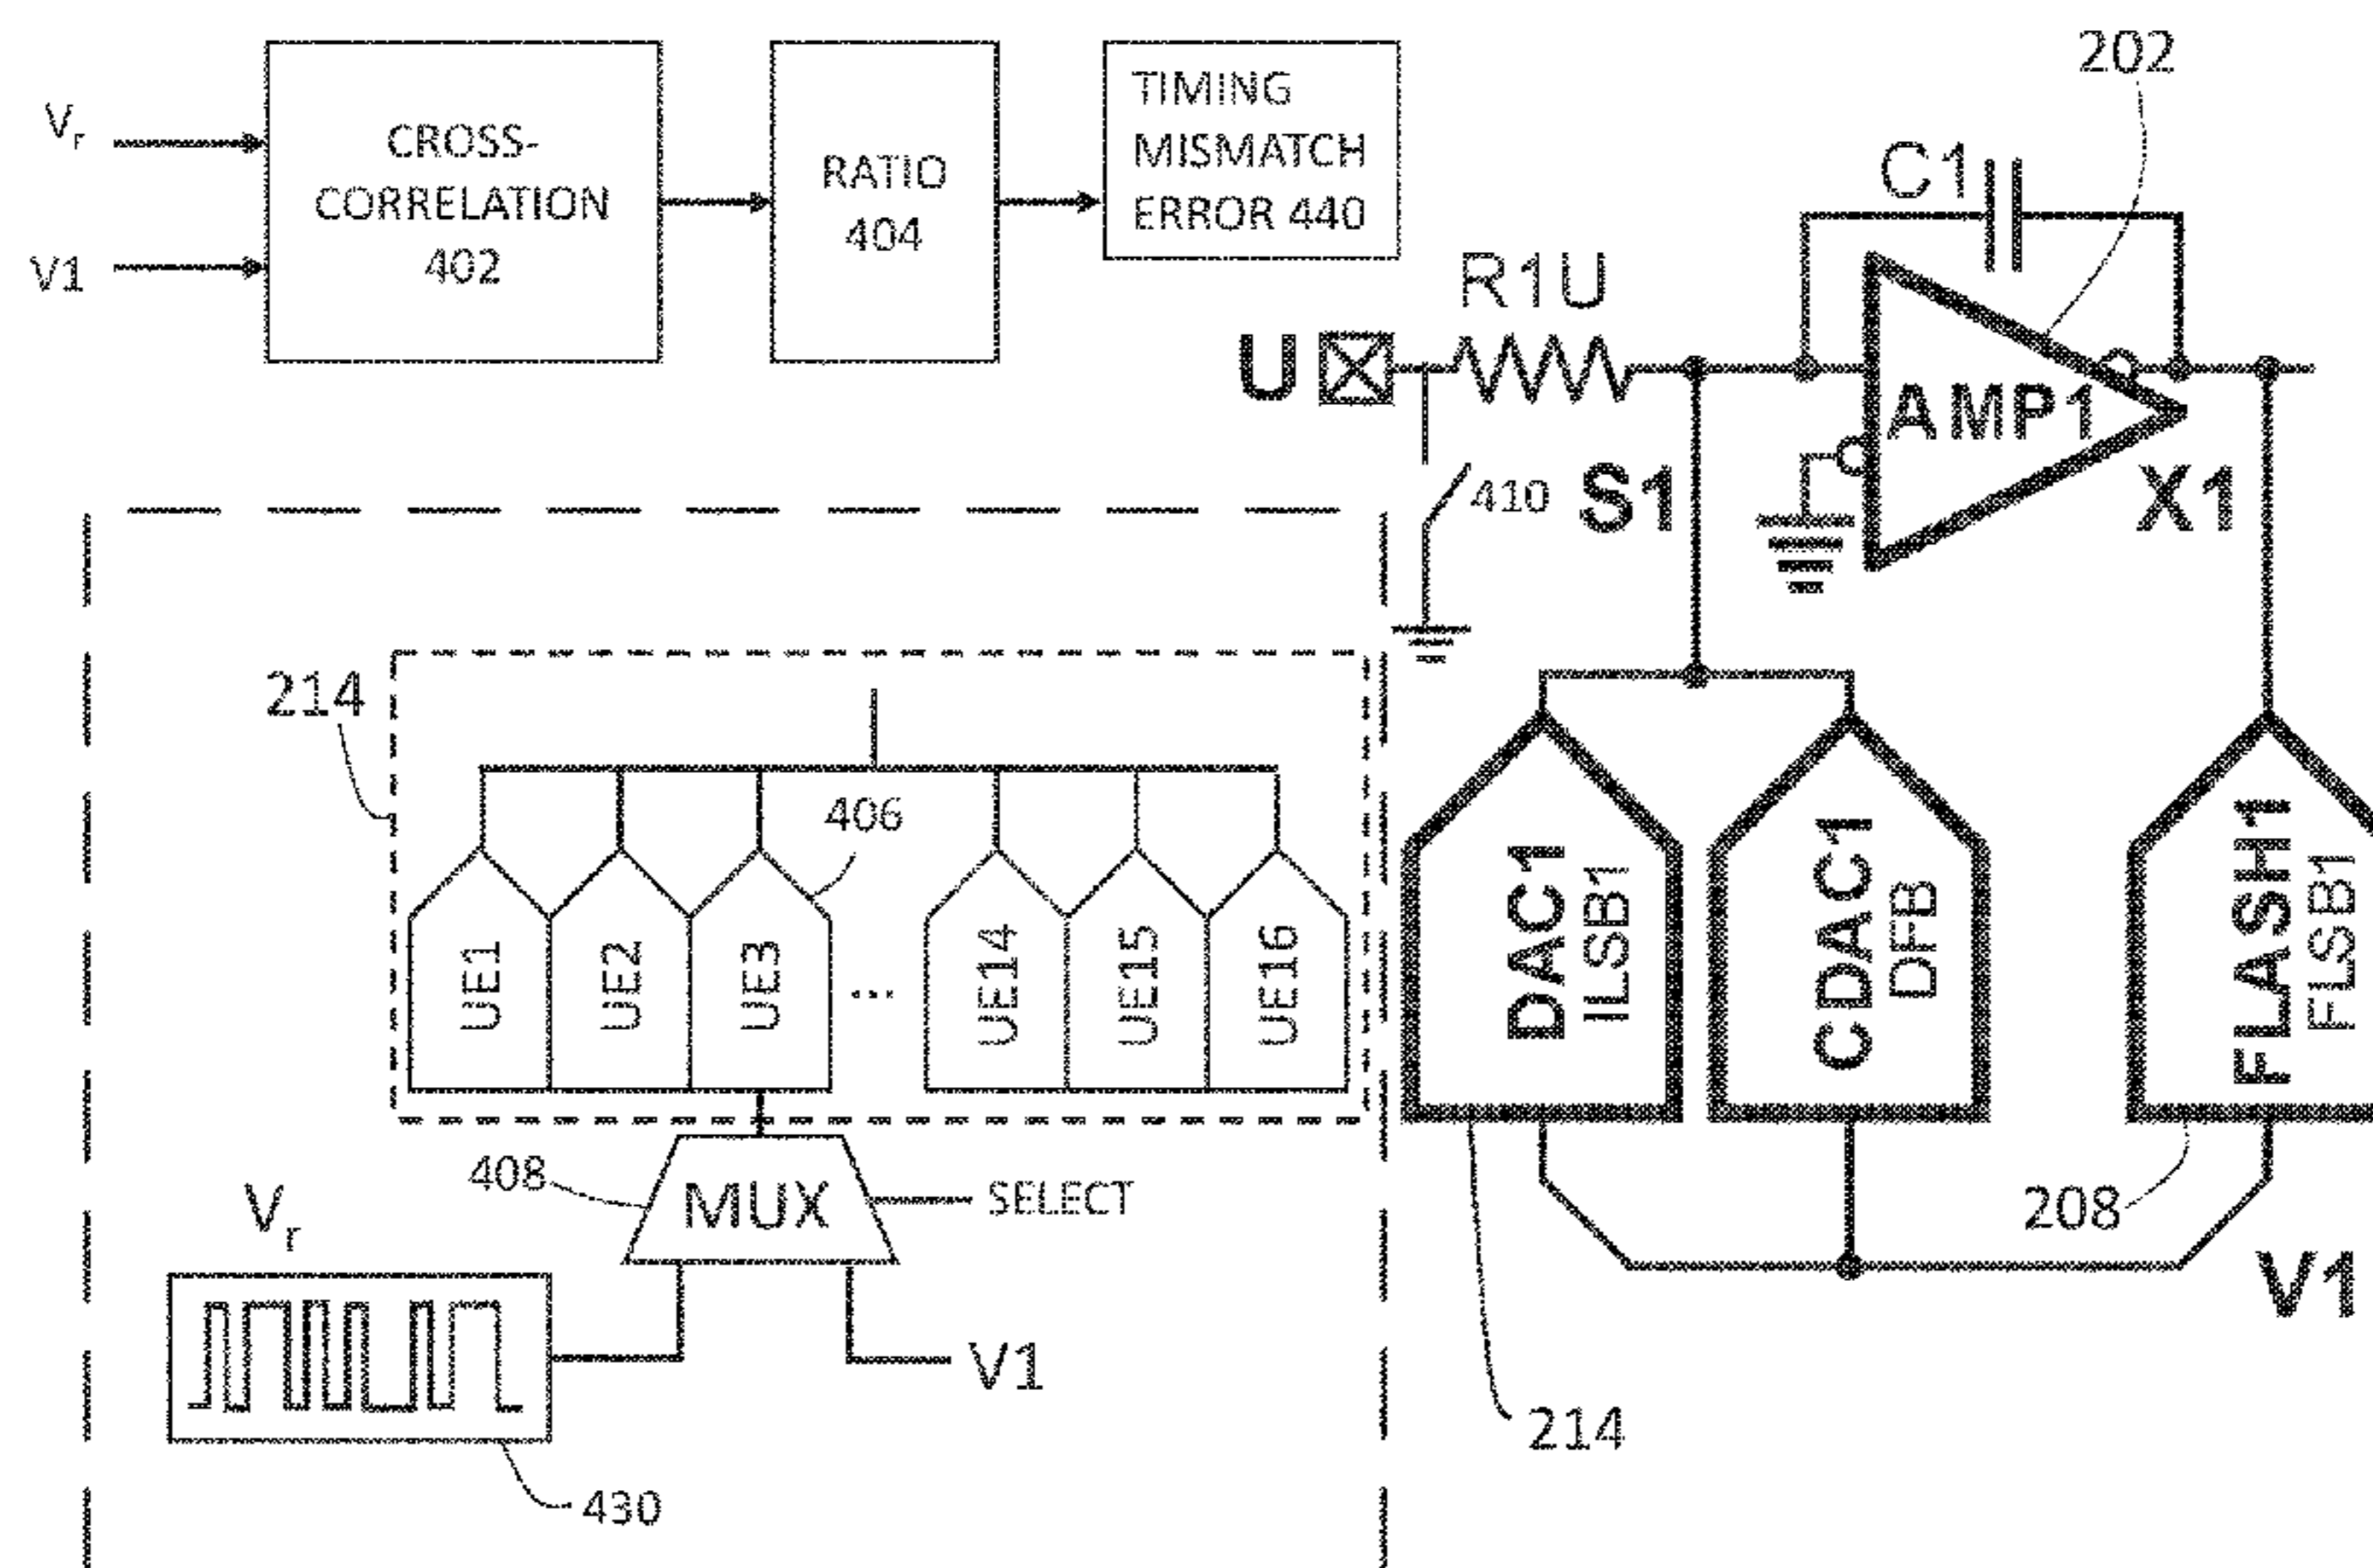 Vr
V1
CROSS-
CORRELATION
402
RATIO
404
TIMING
MISMATCH
ERROR 440
202
C1
R1U
U
AMP1
410
S1
X1
214
406
UE1
UE2
UE3
...
UE14
UE15
UE16
DAC1
ILSB1
CDAC1
DFB
FLASH1
FLSB1
408
MUX
SELECT
Vr
V1
208
V1
214
430